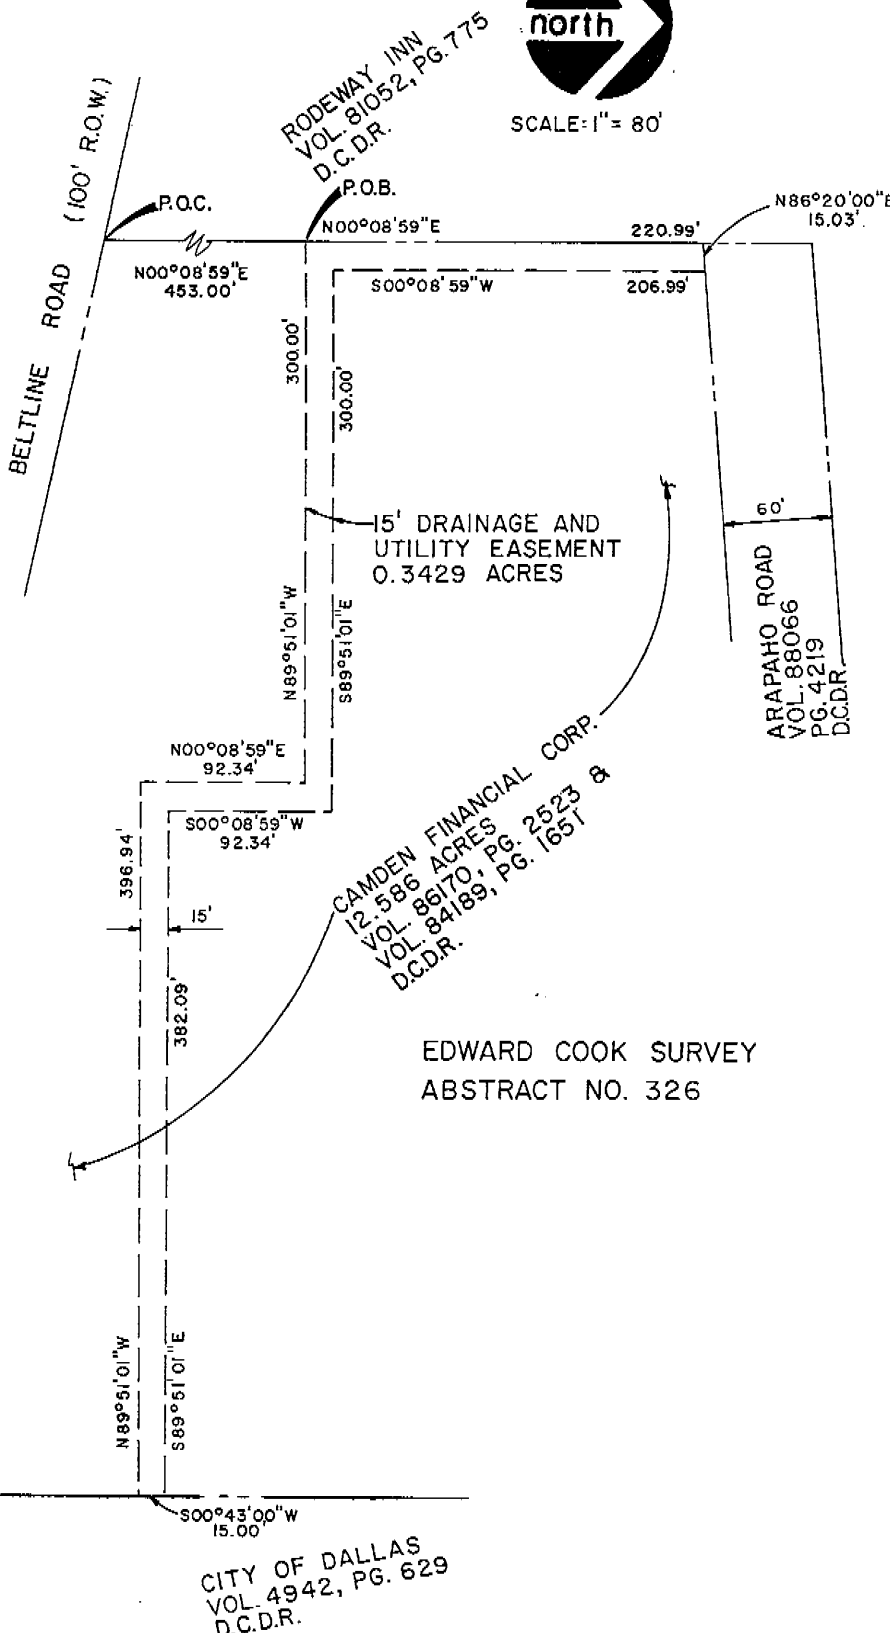 north
SCALE: 1" = 80'
RODEWAY INN
VOL. 81052, PG. 775
D.C.D.R.
BELTLINE ROAD (100' R.O.W.)
P.O.C.
P.O.B.
N00°08'59"E
453.00'
N00°08'59"E 220.99'
N86°20'00"E
15.03'
S00°08'59"W 206.99'
300.00'
300.00'
15' DRAINAGE AND
UTILITY EASEMENT
0.3429 ACRES
60'
ARAPAHO ROAD
VOL. 88066
PG. 4219
D.C.D.R.
N89°51'01"W
S89°51'01"E
N00°08'59"E
92.34'
S00°08'59"W
92.34'
CAMDEN FINANCIAL CORP.
12.586 ACRES
VOL. 86170, PG. 2523 &
VOL. 84189, PG. 1651
D.C.D.R.
396.94'
15'
382.09'
EDWARD COOK SURVEY
ABSTRACT NO. 326
N89°51'01"W
S89°51'01"E
S00°43'00"W
15.00'
CITY OF DALLAS
VOL. 4942, PG. 629
D.C.D.R.